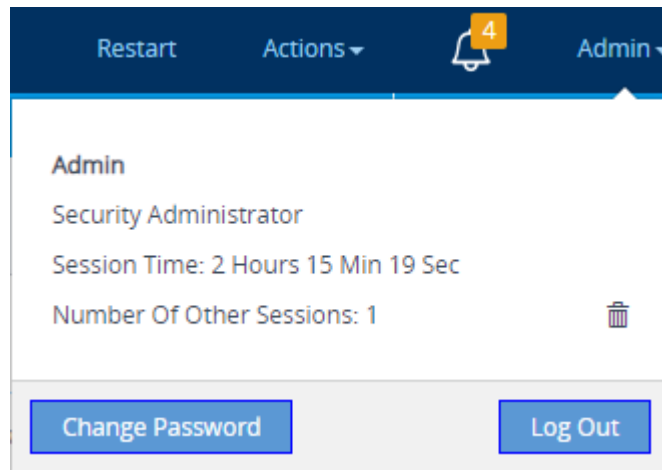 Restart Actions 4 Admin
Admin
Security Administrator
Session Time: 2 Hours 15 Min 19 Sec
Number Of Other Sessions: 1
Change Password Log Out